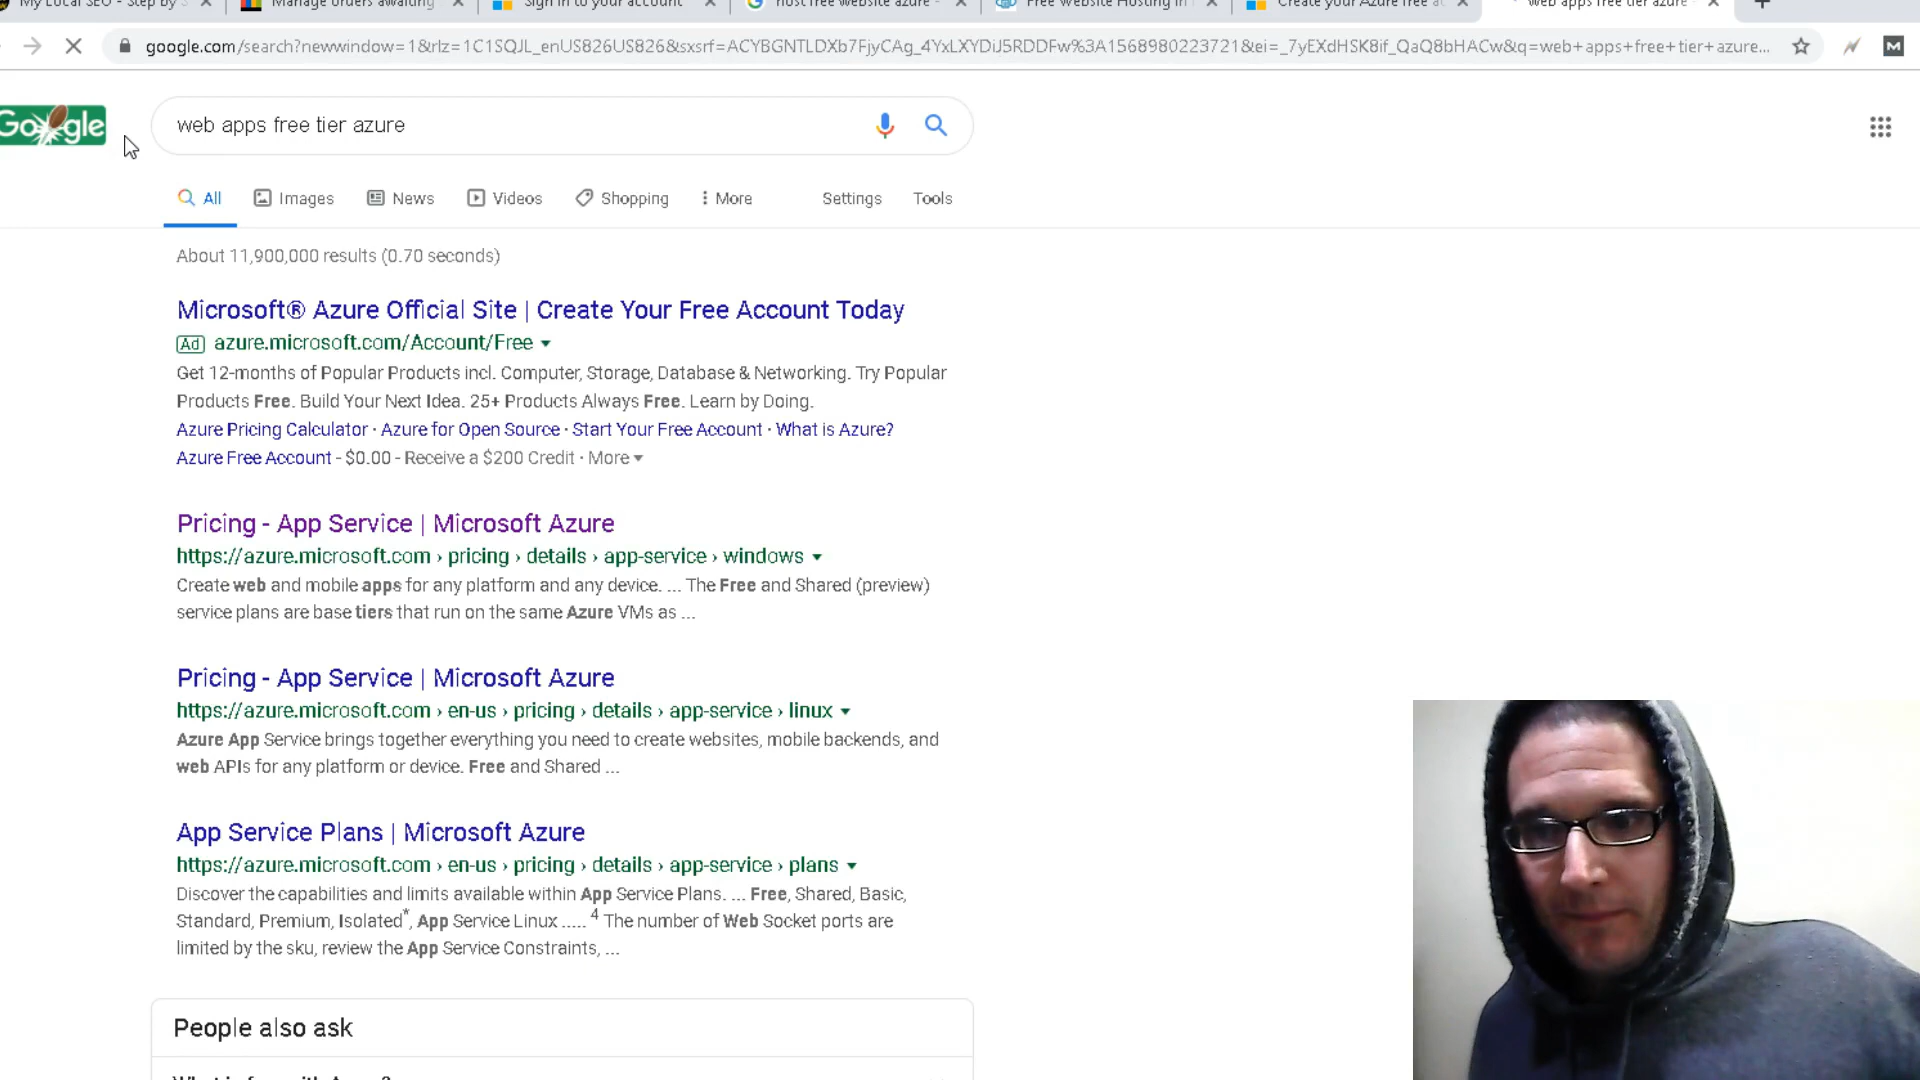 My Local SEO - Step by
Manage orders awaiting
Sign in to your account
host free website azure -
Free Website Hosting in
Create your Azure free ac
web apps free tier azure
google.com/search?newwindow=1&rlz=1C1SQJL_enUS826US826&sxsrf=ACYBGNTLDXb7FjyCAg_4YxLXYDiJ5RDDFw%3A1568980223721&ei=_7yEXdHSK8if_QaQ8bHACw&q=web+apps+free+tier+azure...
Google
web apps free tier azure
All Images News Videos Shopping More Settings Tools
About 11,900,000 results (0.70 seconds)
Microsoft® Azure Official Site | Create Your Free Account Today
Ad azure.microsoft.com/Account/Free
Get 12-months of Popular Products incl. Computer, Storage, Database & Networking. Try Popular
Products Free. Build Your Next Idea. 25+ Products Always Free. Learn by Doing.
Azure Pricing Calculator · Azure for Open Source · Start Your Free Account · What is Azure?
Azure Free Account - $0.00 - Receive a $200 Credit · More
Pricing - App Service | Microsoft Azure
https://azure.microsoft.com › pricing › details › app-service › windows
Create web and mobile apps for any platform and any device. ... The Free and Shared (preview)
service plans are base tiers that run on the same Azure VMs as ...
Pricing - App Service | Microsoft Azure
https://azure.microsoft.com › en-us › pricing › details › app-service › linux
Azure App Service brings together everything you need to create websites, mobile backends, and
web APIs for any platform or device. Free and Shared ...
App Service Plans | Microsoft Azure
https://azure.microsoft.com › en-us › pricing › details › app-service › plans
Discover the capabilities and limits available within App Service Plans. ... Free, Shared, Basic,
Standard, Premium, Isolated*, App Service Linux ..... 4 The number of Web Socket ports are
limited by the sku, review the App Service Constraints, ...
People also ask